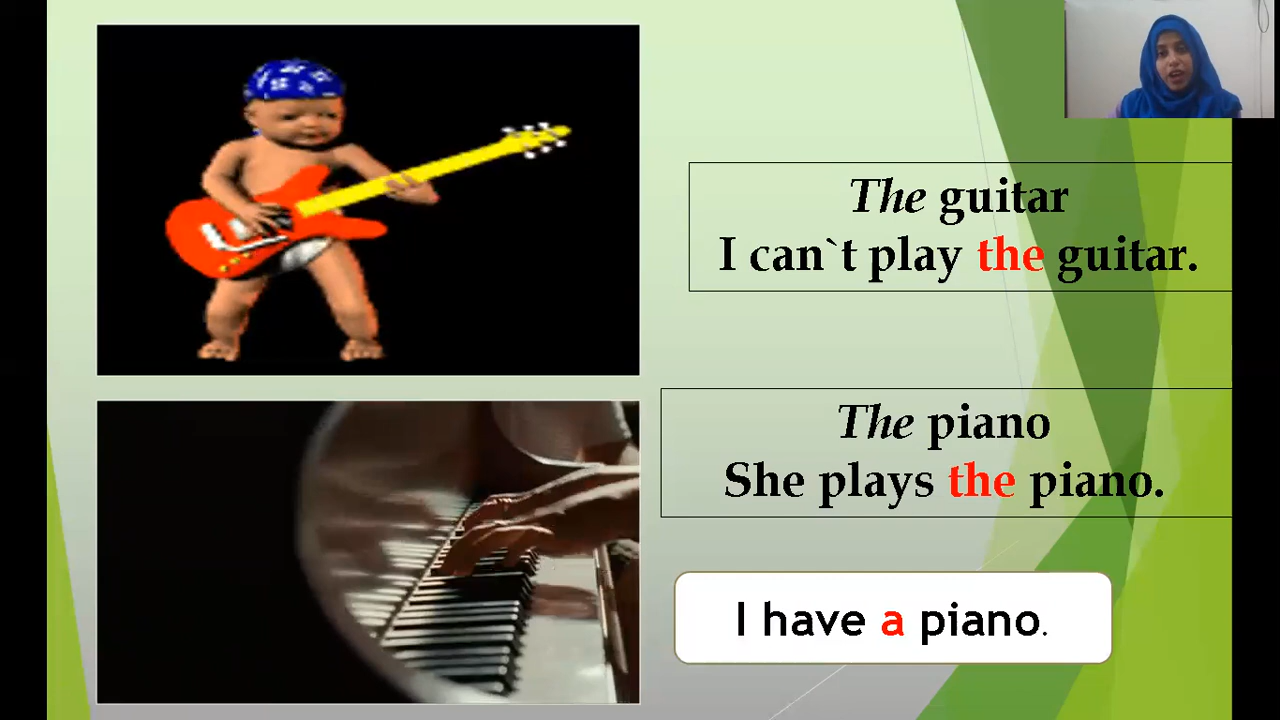 The guitar
I can`t play the guitar.
The piano
She plays the piano.
I have a piano.